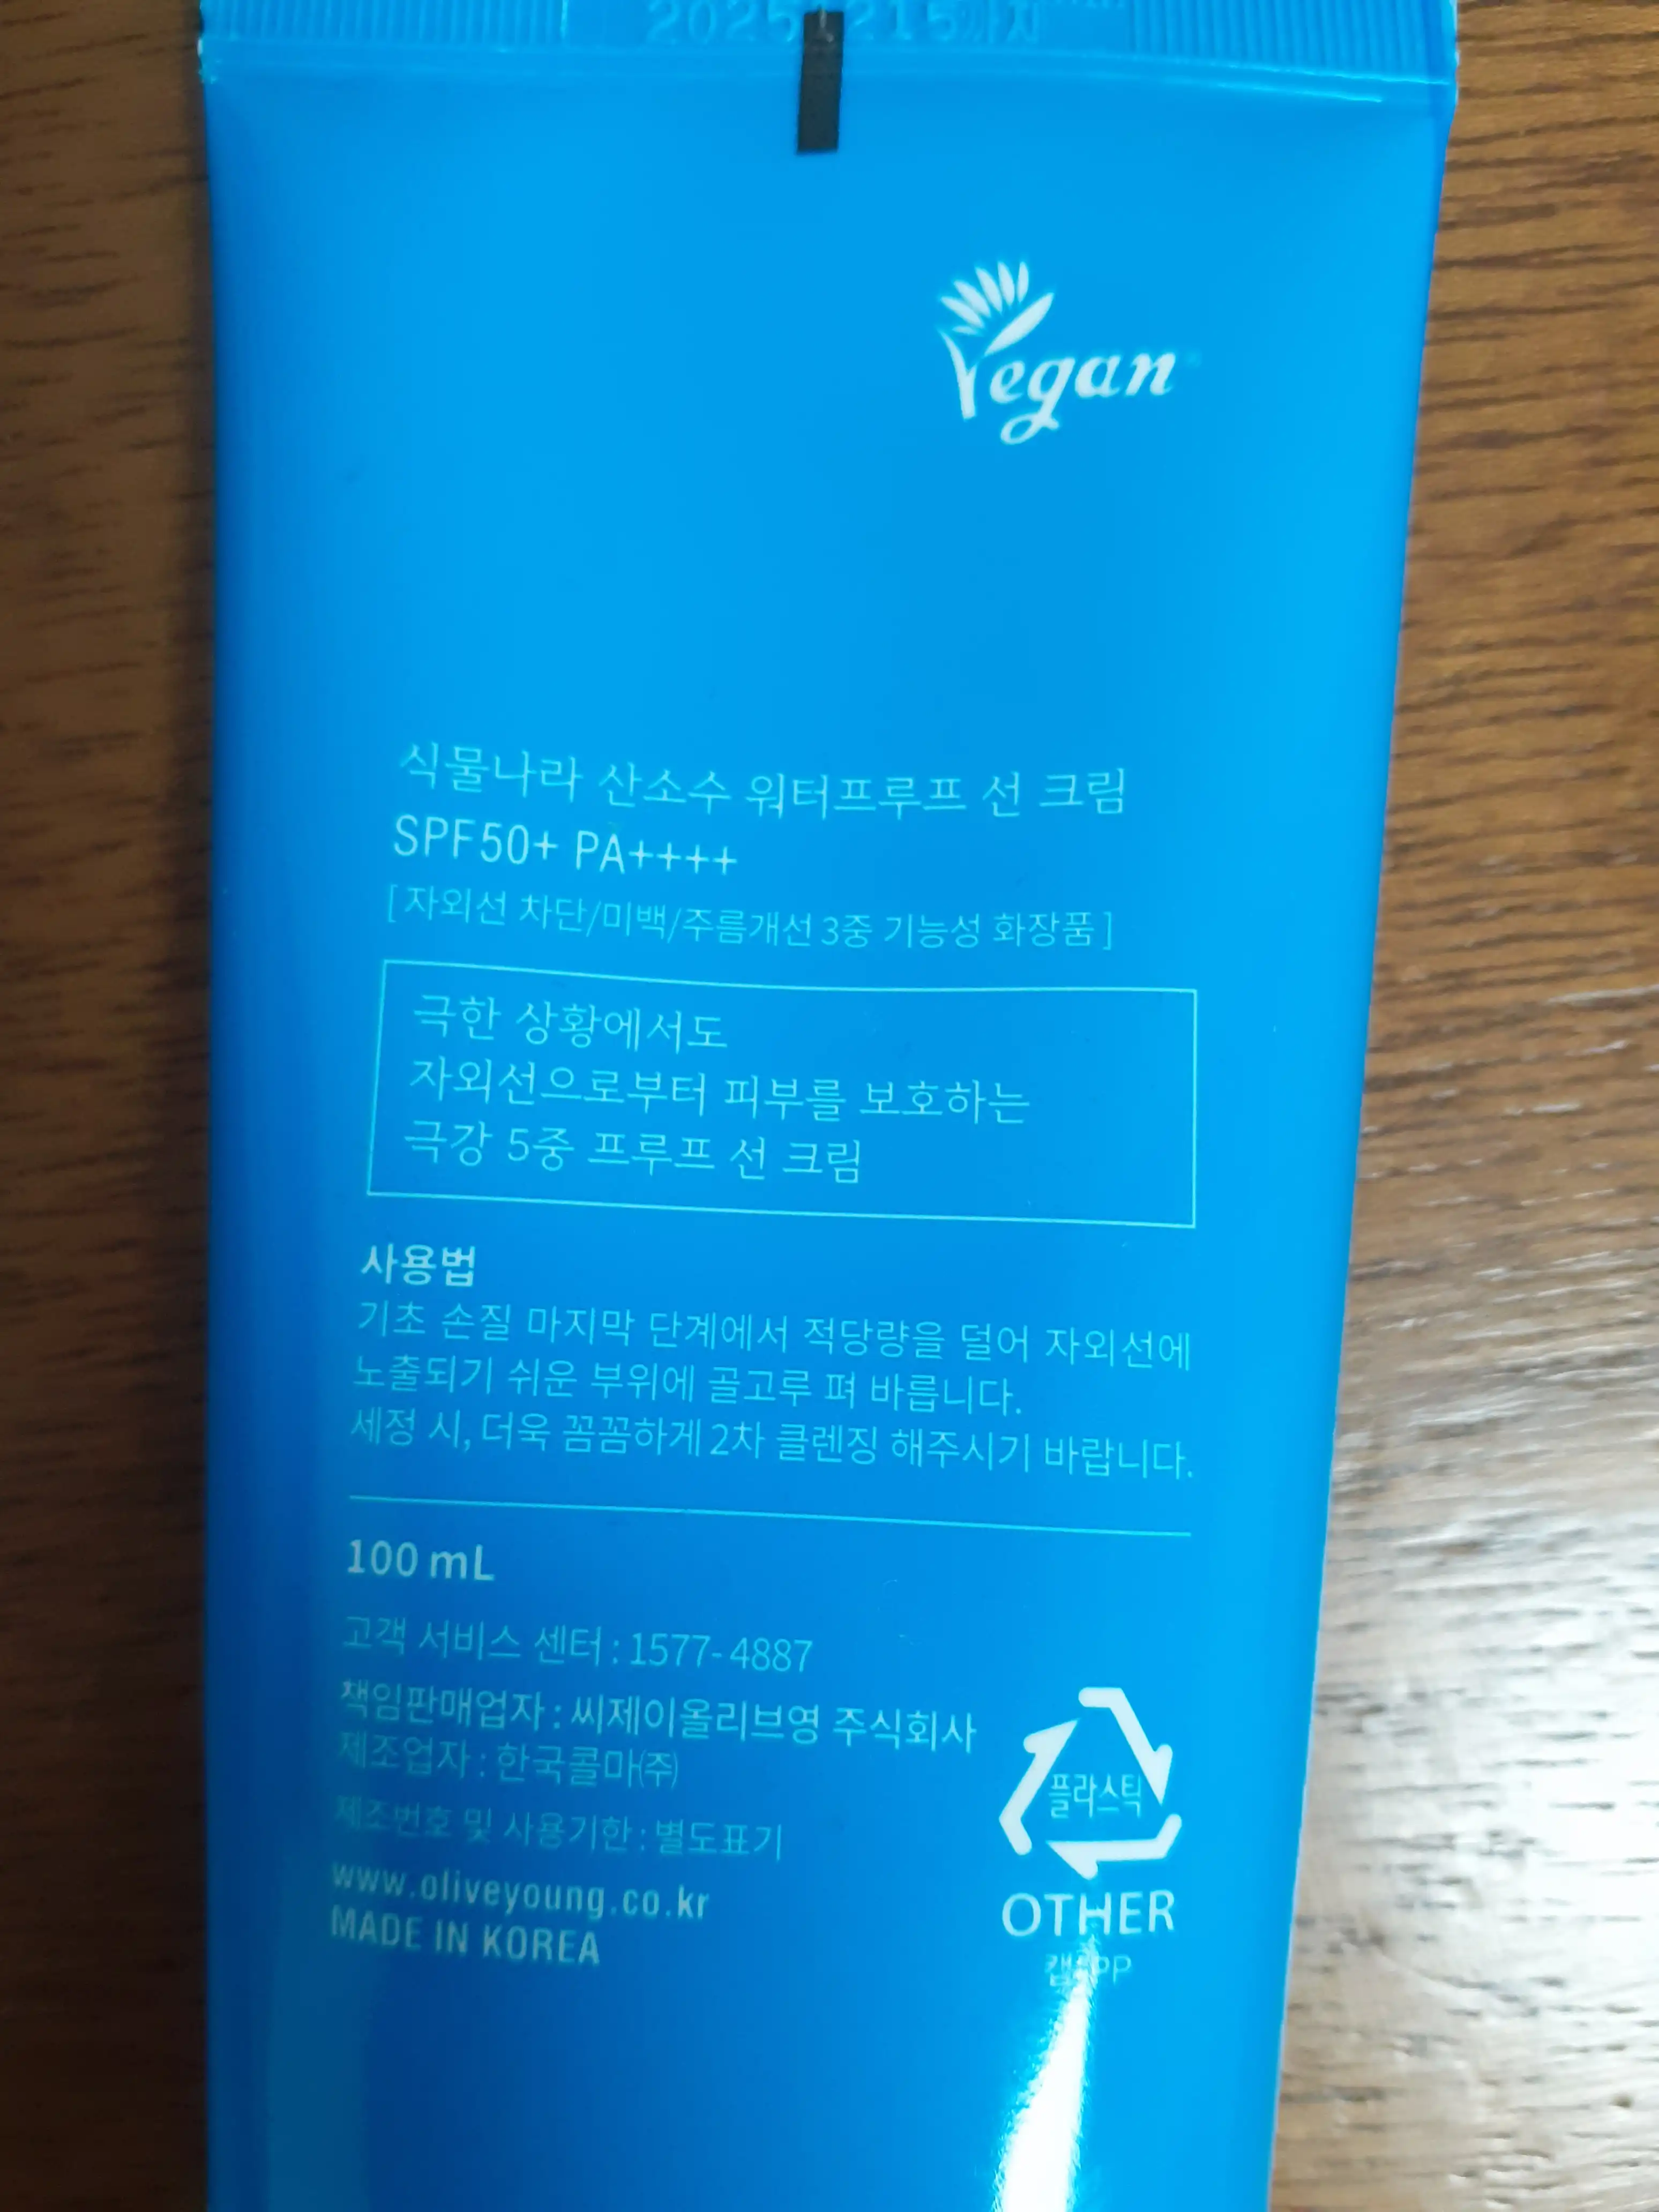 2025 215까지
Vegan
식물나라 산소수 워터프루프 선 크림
SPF50+ PA++++
[ 자외선 차단/미백/주름개선 3중 기능성 화장품 ]
극한 상황에서도
자외선으로부터 피부를 보호하는
극강 5중 프루프 선 크림
사용법
기초 손질 마지막 단계에서 적당량을 덜어 자외선에
노출되기 쉬운 부위에 골고루 펴 바릅니다.
세정 시, 더욱 꼼꼼하게 2차 클렌징 해주시기 바랍니다.
100 mL
고객 서비스 센터 : 1577-4887
책임판매업자 : 씨제이올리브영 주식회사
제조업자 : 한국콜마㈜
플라스틱
제조번호 및 사용기한 : 별도표기
www.oliveyoung.co.kr
OTHER
MADE IN KOREA